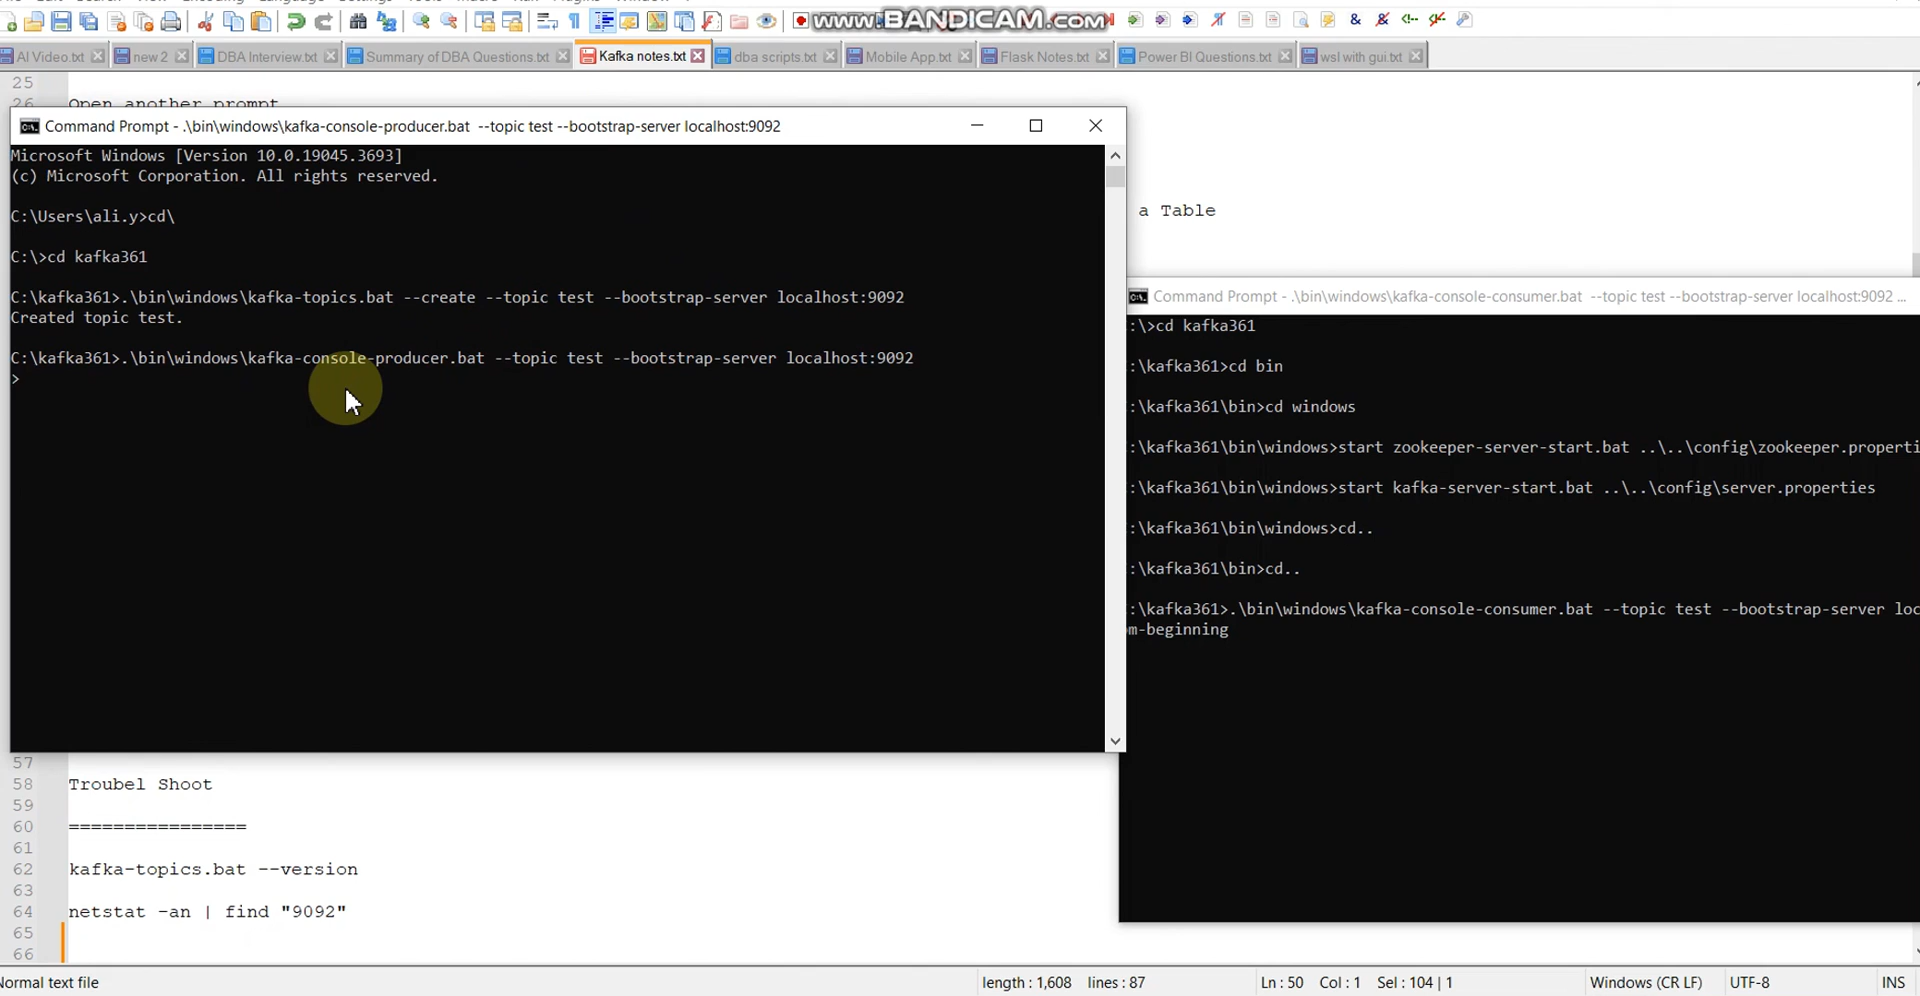 www.BANDICAM.com
AI Video.txt
new 2
DBA Interview.txt
Summary of DBA Questions.txt
Kafka notes.txt
dba scripts.txt
Mobile App.txt
Flask Notes.txt
Power BI Questions.txt
wsl with gui.txt
25
26
Open another prompt
Command Prompt - .\bin\windows\kafka-console-producer.bat --topic test --bootstrap-server localhost:9092
Microsoft Windows [Version 10.0.19045.3693]
(c) Microsoft Corporation. All rights reserved.
C:\Users\ali.y>cd\
C:\>cd kafka361
C:\kafka361>.\bin\windows\kafka-topics.bat --create --topic test --bootstrap-server localhost:9092
Created topic test.
C:\kafka361>.\bin\windows\kafka-console-producer.bat --topic test --bootstrap-server localhost:9092
>
a Table
Command Prompt - .\bin\windows\kafka-console-consumer.bat --topic test --bootstrap-server localhost:9092 ...
:\>cd kafka361
:\kafka361>cd bin
:\kafka361\bin>cd windows
:\kafka361\bin\windows>start zookeeper-server-start.bat ..\..\config\zookeeper.properti
:\kafka361\bin\windows>start kafka-server-start.bat ..\..\config\server.properties
:\kafka361\bin\windows>cd..
:\kafka361\bin>cd..
:\kafka361>.\bin\windows\kafka-console-consumer.bat --topic test --bootstrap-server loc
m-beginning
57
58 Troubel Shoot
59
60 ================
61
62 kafka-topics.bat --version
63
64 netstat -an | find "9092"
65
66
Normal text file
length : 1,608 lines : 87
Ln : 50 Col : 1 Sel : 104 | 1
Windows (CR LF)
UTF-8
INS